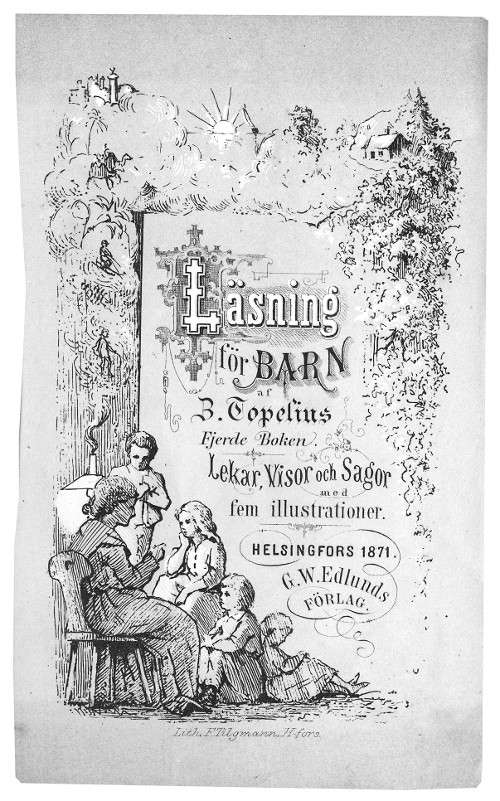 Läsning
för BARN
af
Z. Topelius
Fjerde Boken.
Lekar, Visor och Sagor
med
fem illustrationer.
HELSINGFORS 1871.
G. W. Edlunds
FÖRLAG.
Lith. F. Tilgmann, H-fors.